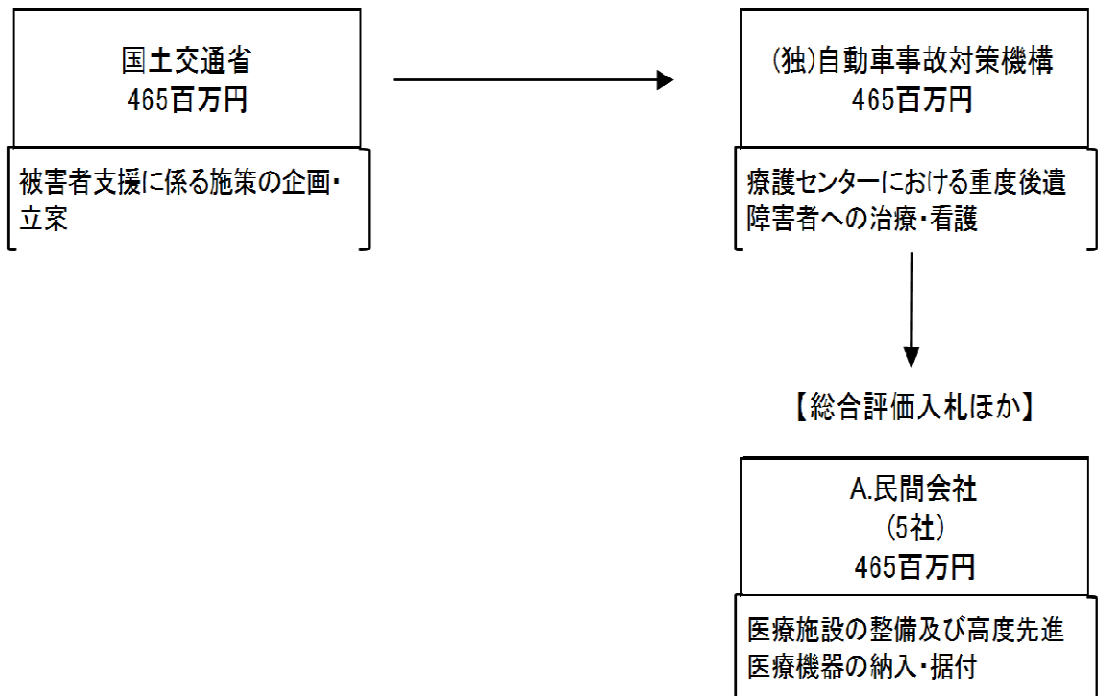 国土交通省
465百万円
被害者支援に係る施策の企画・
立案
(独)自動車事故対策機構
465百万円
療護センターにおける重度後遺
障害者への治療・看護
【総合評価入札ほか】
A.民間会社
(5社)
465百万円
医療施設の整備及び高度先進
医療機器の納入・据付